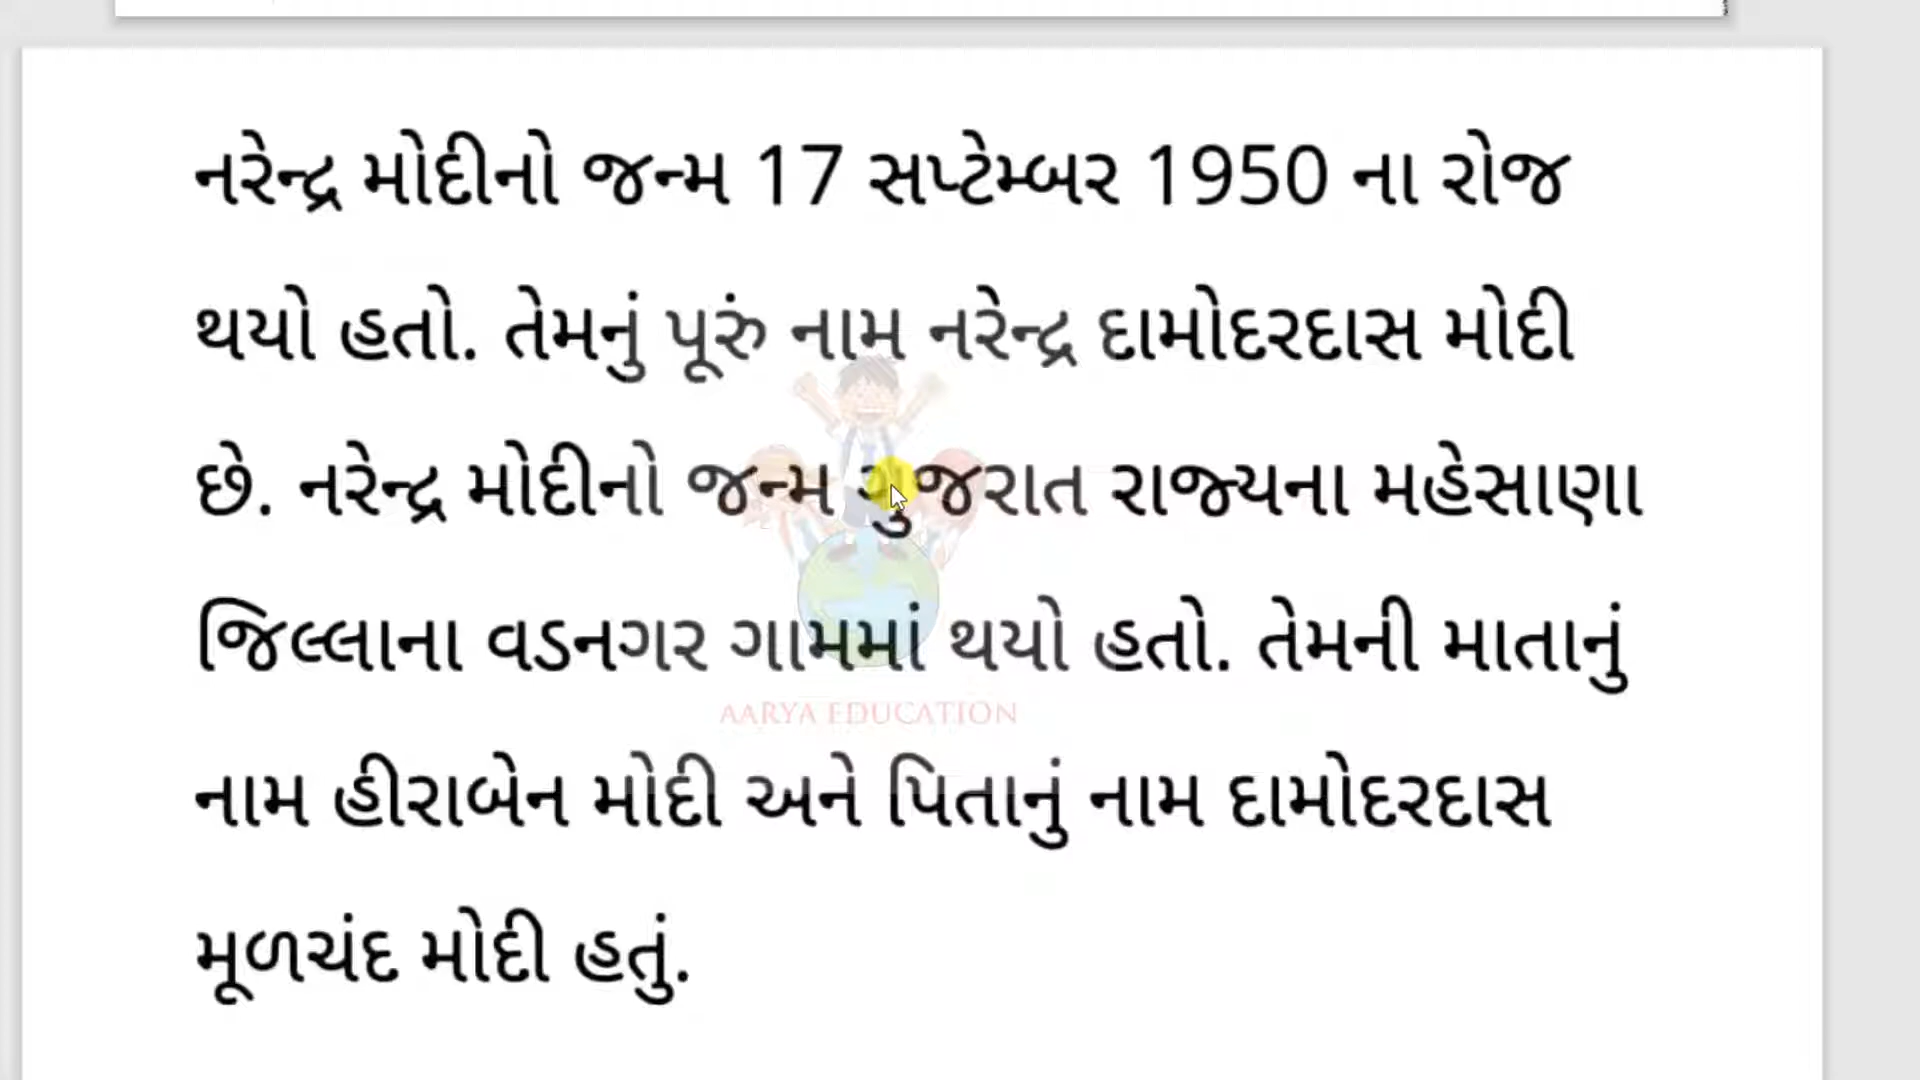 નરેન્દ્ર મોદીનો જન્મ 17 સપ્ટેમ્બર 1950 ના રોજ
થયો હતો. તેમનું પૂરું નામ નરેન્દ્ર દામોદરદાસ મોદી
છે. નરેન્દ્ર મોદીનો જન્મ ગુજરાત રાજ્યના મહેસાણા
જિલ્લાના વડનગર ગામમાં થયો હતો. તેમની માતાનું
AARYA EDUCATION
નામ હીરાબેન મોદી અને પિતાનું નામ દામોદરદાસ
મૂળચંદ મોદી હતું.